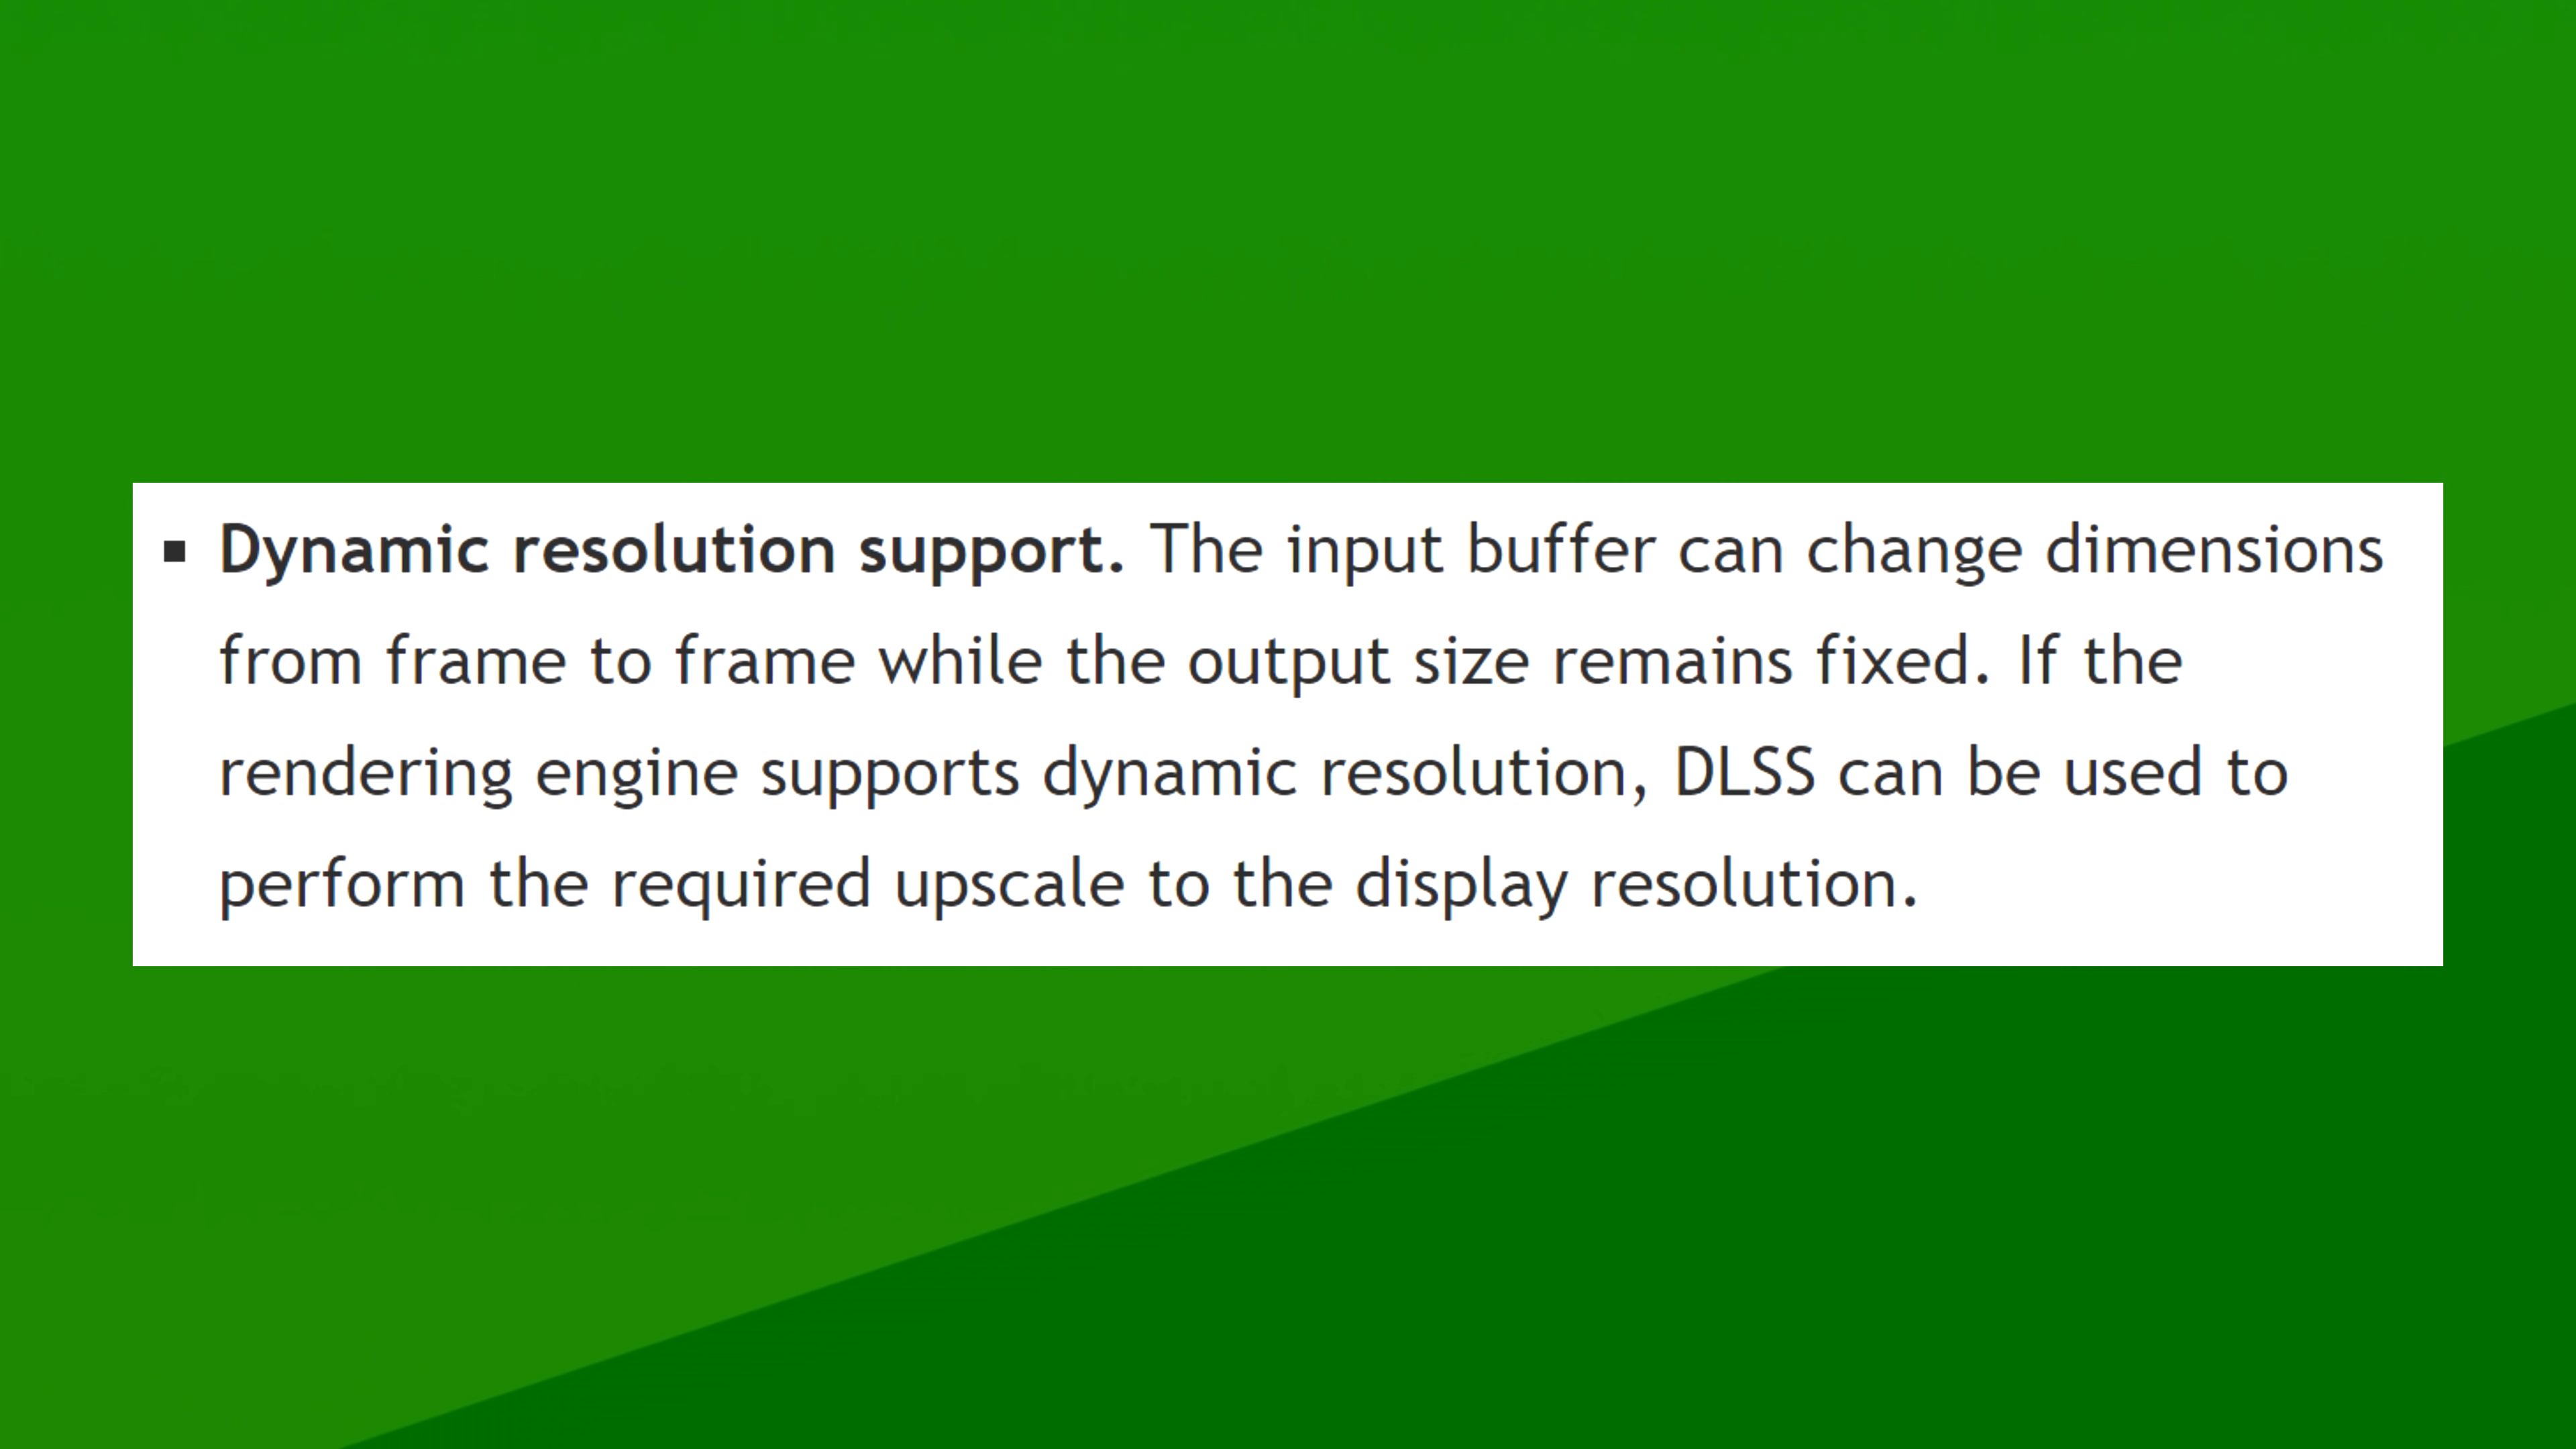 ▪ Dynamic resolution support. The input buffer can change dimensions
from frame to frame while the output size remains fixed. If the
rendering engine supports dynamic resolution, DLSS can be used to
perform the required upscale to the display resolution.